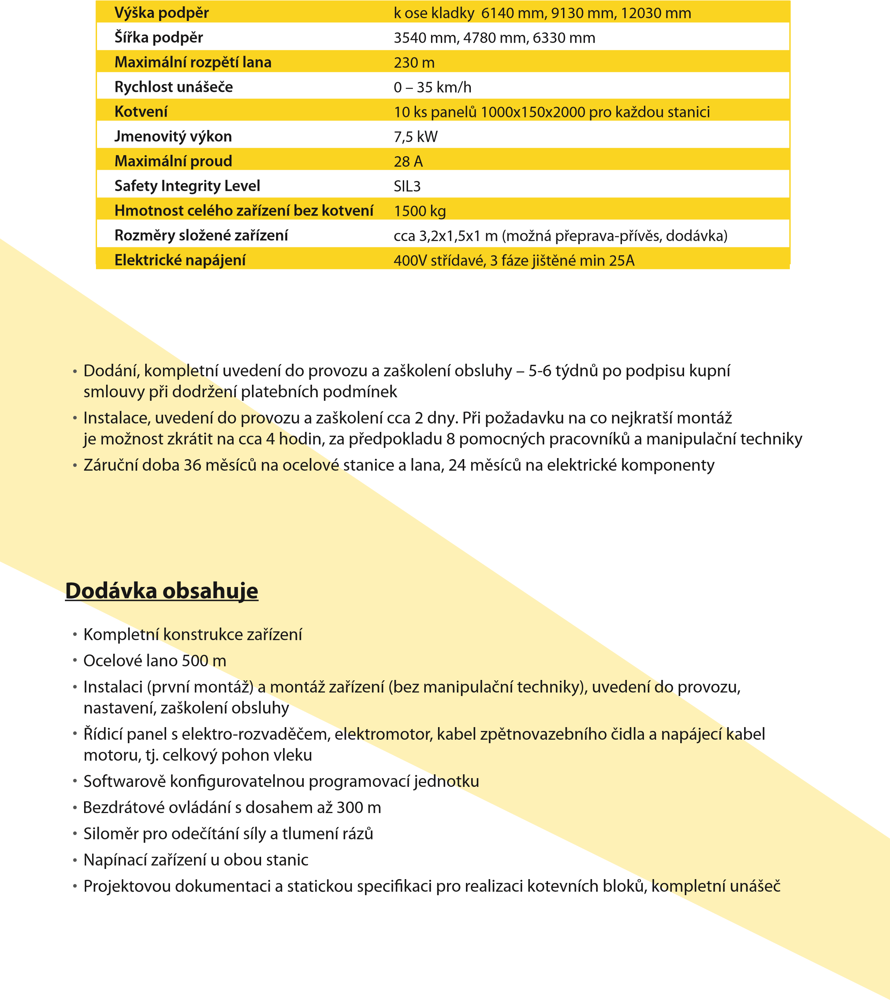 Výška podpěr k ose kladky 6140 mm, 9130 mm, 12030 mm
Šířka podpěr 3540 mm, 4780 mm, 6330 mm
Maximální rozpětí lana 230 m
Rychlost unášeče 0 – 35 km/h
Kotvení 10 ks panelů 1000x150x2000 pro každou stanici
Jmenovitý výkon 7,5 kW
Maximální proud 28 A
Safety Integrity Level SIL3
Hmotnost celého zařízení bez kotvení 1500 kg
Rozměry složené zařízení cca 3,2x1,5x1 m (možná přeprava-přívěs, dodávka)
Elektrické napájení 400V střídavé, 3 fáze jištěné min 25A
• Dodání, kompletní uvedení do provozu a zaškolení obsluhy – 5-6 týdnů po podpisu kupní
smlouvy při dodržení platebních podmínek
• Instalace, uvedení do provozu a zaškolení cca 2 dny. Při požadavku na co nejkratší montáž
je možnost zkrátit na cca 4 hodin, za předpokladu 8 pomocných pracovníků a manipulační techniky
• Záruční doba 36 měsíců na ocelové stanice a lana, 24 měsíců na elektrické komponenty
Dodávka obsahuje
• Kompletní konstrukce zařízení
• Ocelové lano 500 m
• Instalaci (první montáž) a montáž zařízení (bez manipulační techniky), uvedení do provozu,
nastavení, zaškolení obsluhy
• Řídicí panel s elektro-rozvaděčem, elektromotor, kabel zpětnovazebního čidla a napájecí kabel
motoru, tj. celkový pohon vleku
• Softwarově konfigurovatelnou programovací jednotku
• Bezdrátové ovládání s dosahem až 300 m
• Siloměr pro odečítání síly a tlumení rázů
• Napínací zařízení u obou stanic
• Projektovou dokumentaci a statickou specifikaci pro realizaci kotevních bloků, kompletní unášeč